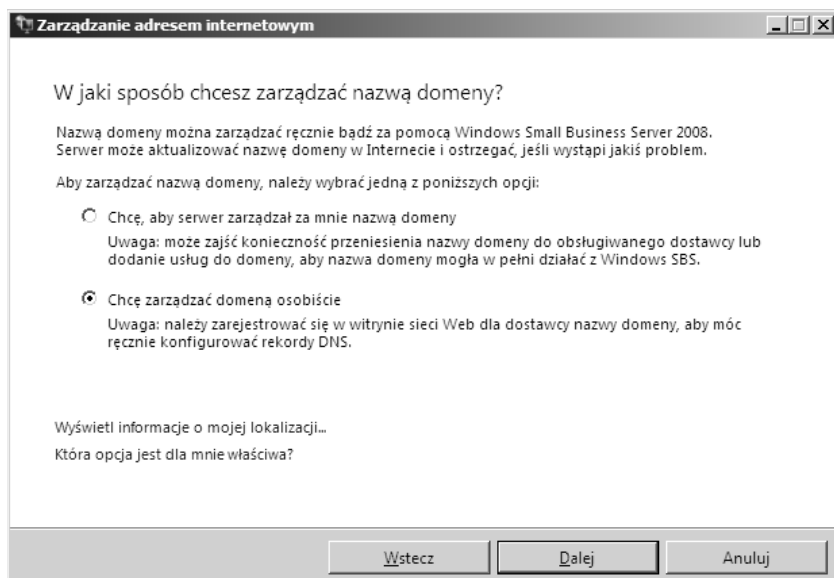 Zarządzanie adresem internetowym
W jaki sposób chcesz zarządzać nazwą domeny?
Nazwą domeny można zarządzać ręcznie bądź za pomocą Windows Small Business Server 2008.
Serwer może aktualizować nazwę domeny w Internecie i ostrzegać, jeśli wystąpi jakiś problem.
Aby zarządzać nazwą domeny, należy wybrać jedną z poniższych opcji:
Chcę, aby serwer zarządzał za mnie nazwą domeny
Uwaga: może zajść konieczność przeniesienia nazwy domeny do obsługiwanego dostawcy lub
dodanie usług do domeny, aby nazwa domeny mogła w pełni działać z Windows SBS.
Chcę zarządzać domeną osobiście
Uwaga: należy zarejestrować się w witrynie sieci Web dla dostawcy nazwy domeny, aby móc
ręcznie konfigurować rekordy DNS.
Wyświetl informacje o mojej lokalizacji...
Która opcja jest dla mnie właściwa?
Wstecz Dalej Anuluj